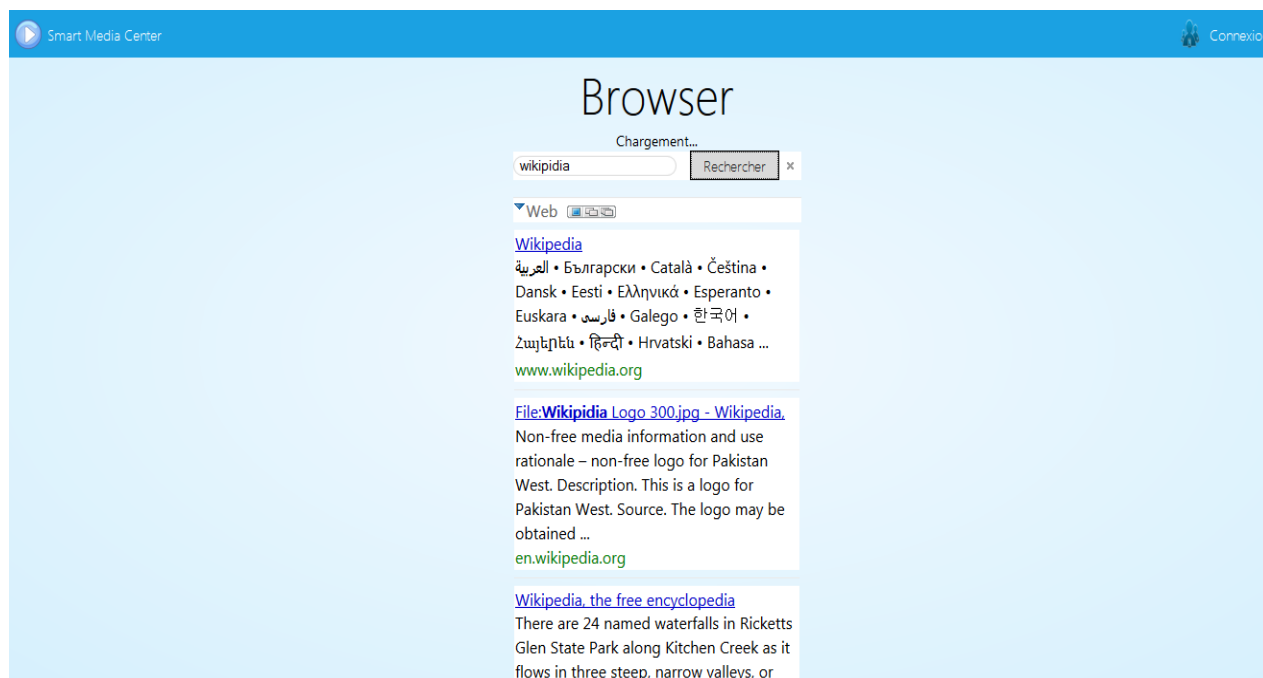 Smart Media Center
Connexio
Browser
Chargement...
wikipidia
Rechercher ×
Web
Wikipedia
العربية • Български • Català • Čeština •
Dansk • Eesti • Ελληνικά • Esperanto •
Euskara • فارسی • Galego • 한국어 •
Հայերեն • हिन्दी • Hrvatski • Bahasa ...
www.wikipedia.org
File:Wikipidia Logo 300.jpg - Wikipedia,
Non-free media information and use
rationale – non-free logo for Pakistan
West. Description. This is a logo for
Pakistan West. Source. The logo may be
obtained ...
en.wikipedia.org
Wikipedia, the free encyclopedia
There are 24 named waterfalls in Ricketts
Glen State Park along Kitchen Creek as it
flows in three steep, narrow valleys, or